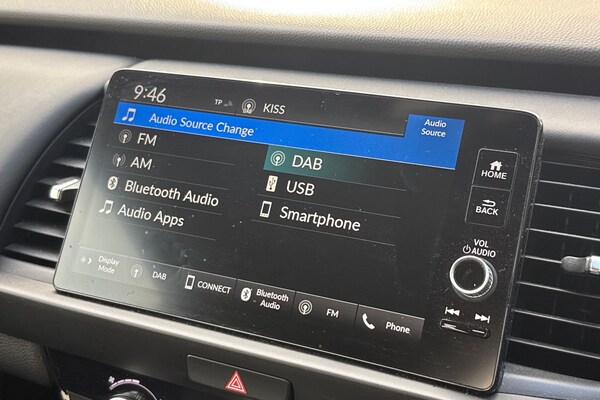 9:46
TP
KISS
Audio Source Change
Audio
Source
FM
DAB
AM
USB
Bluetooth Audio
Smartphone
Audio Apps
HOME
BACK
VOL
AUDIO
Display
Mode
DAB
CONNECT
Bluetooth
Audio
FM
Phone